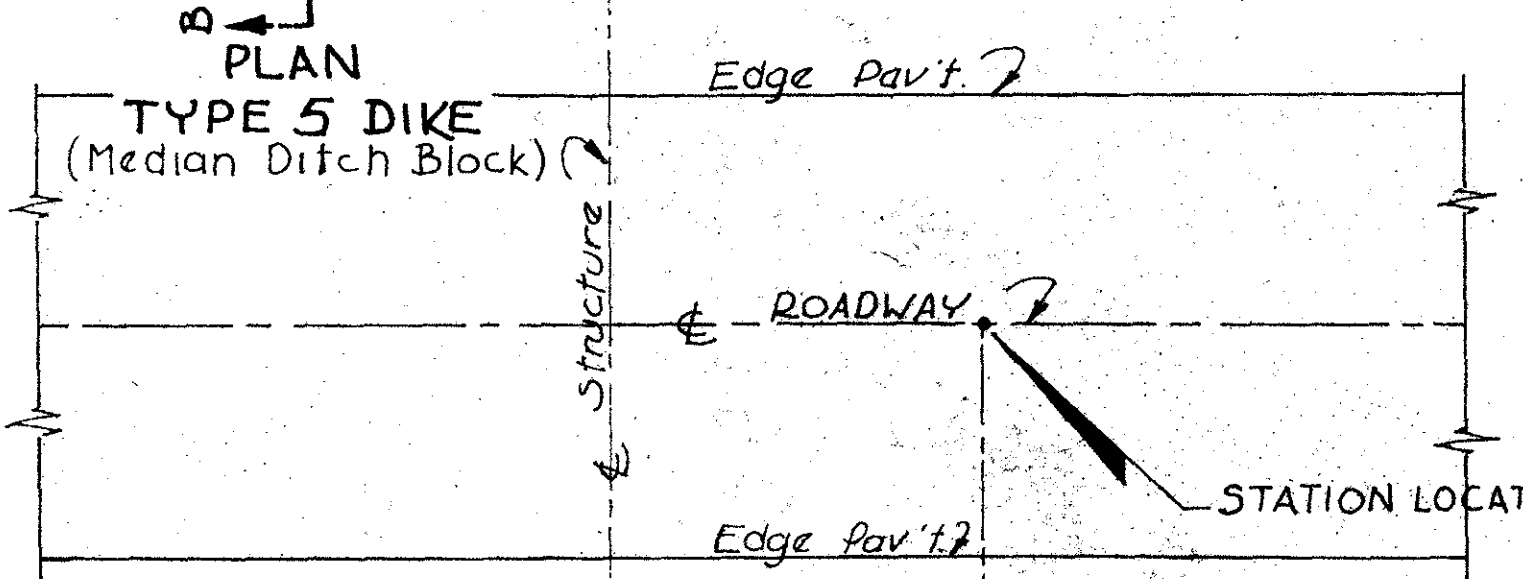 B
PLAN
Edge Pav't.
TYPE 5 DIKE
(Median Ditch Block)
Structure
℄ ROADWAY
℄
STATION LOCAT
Edge Pav't.